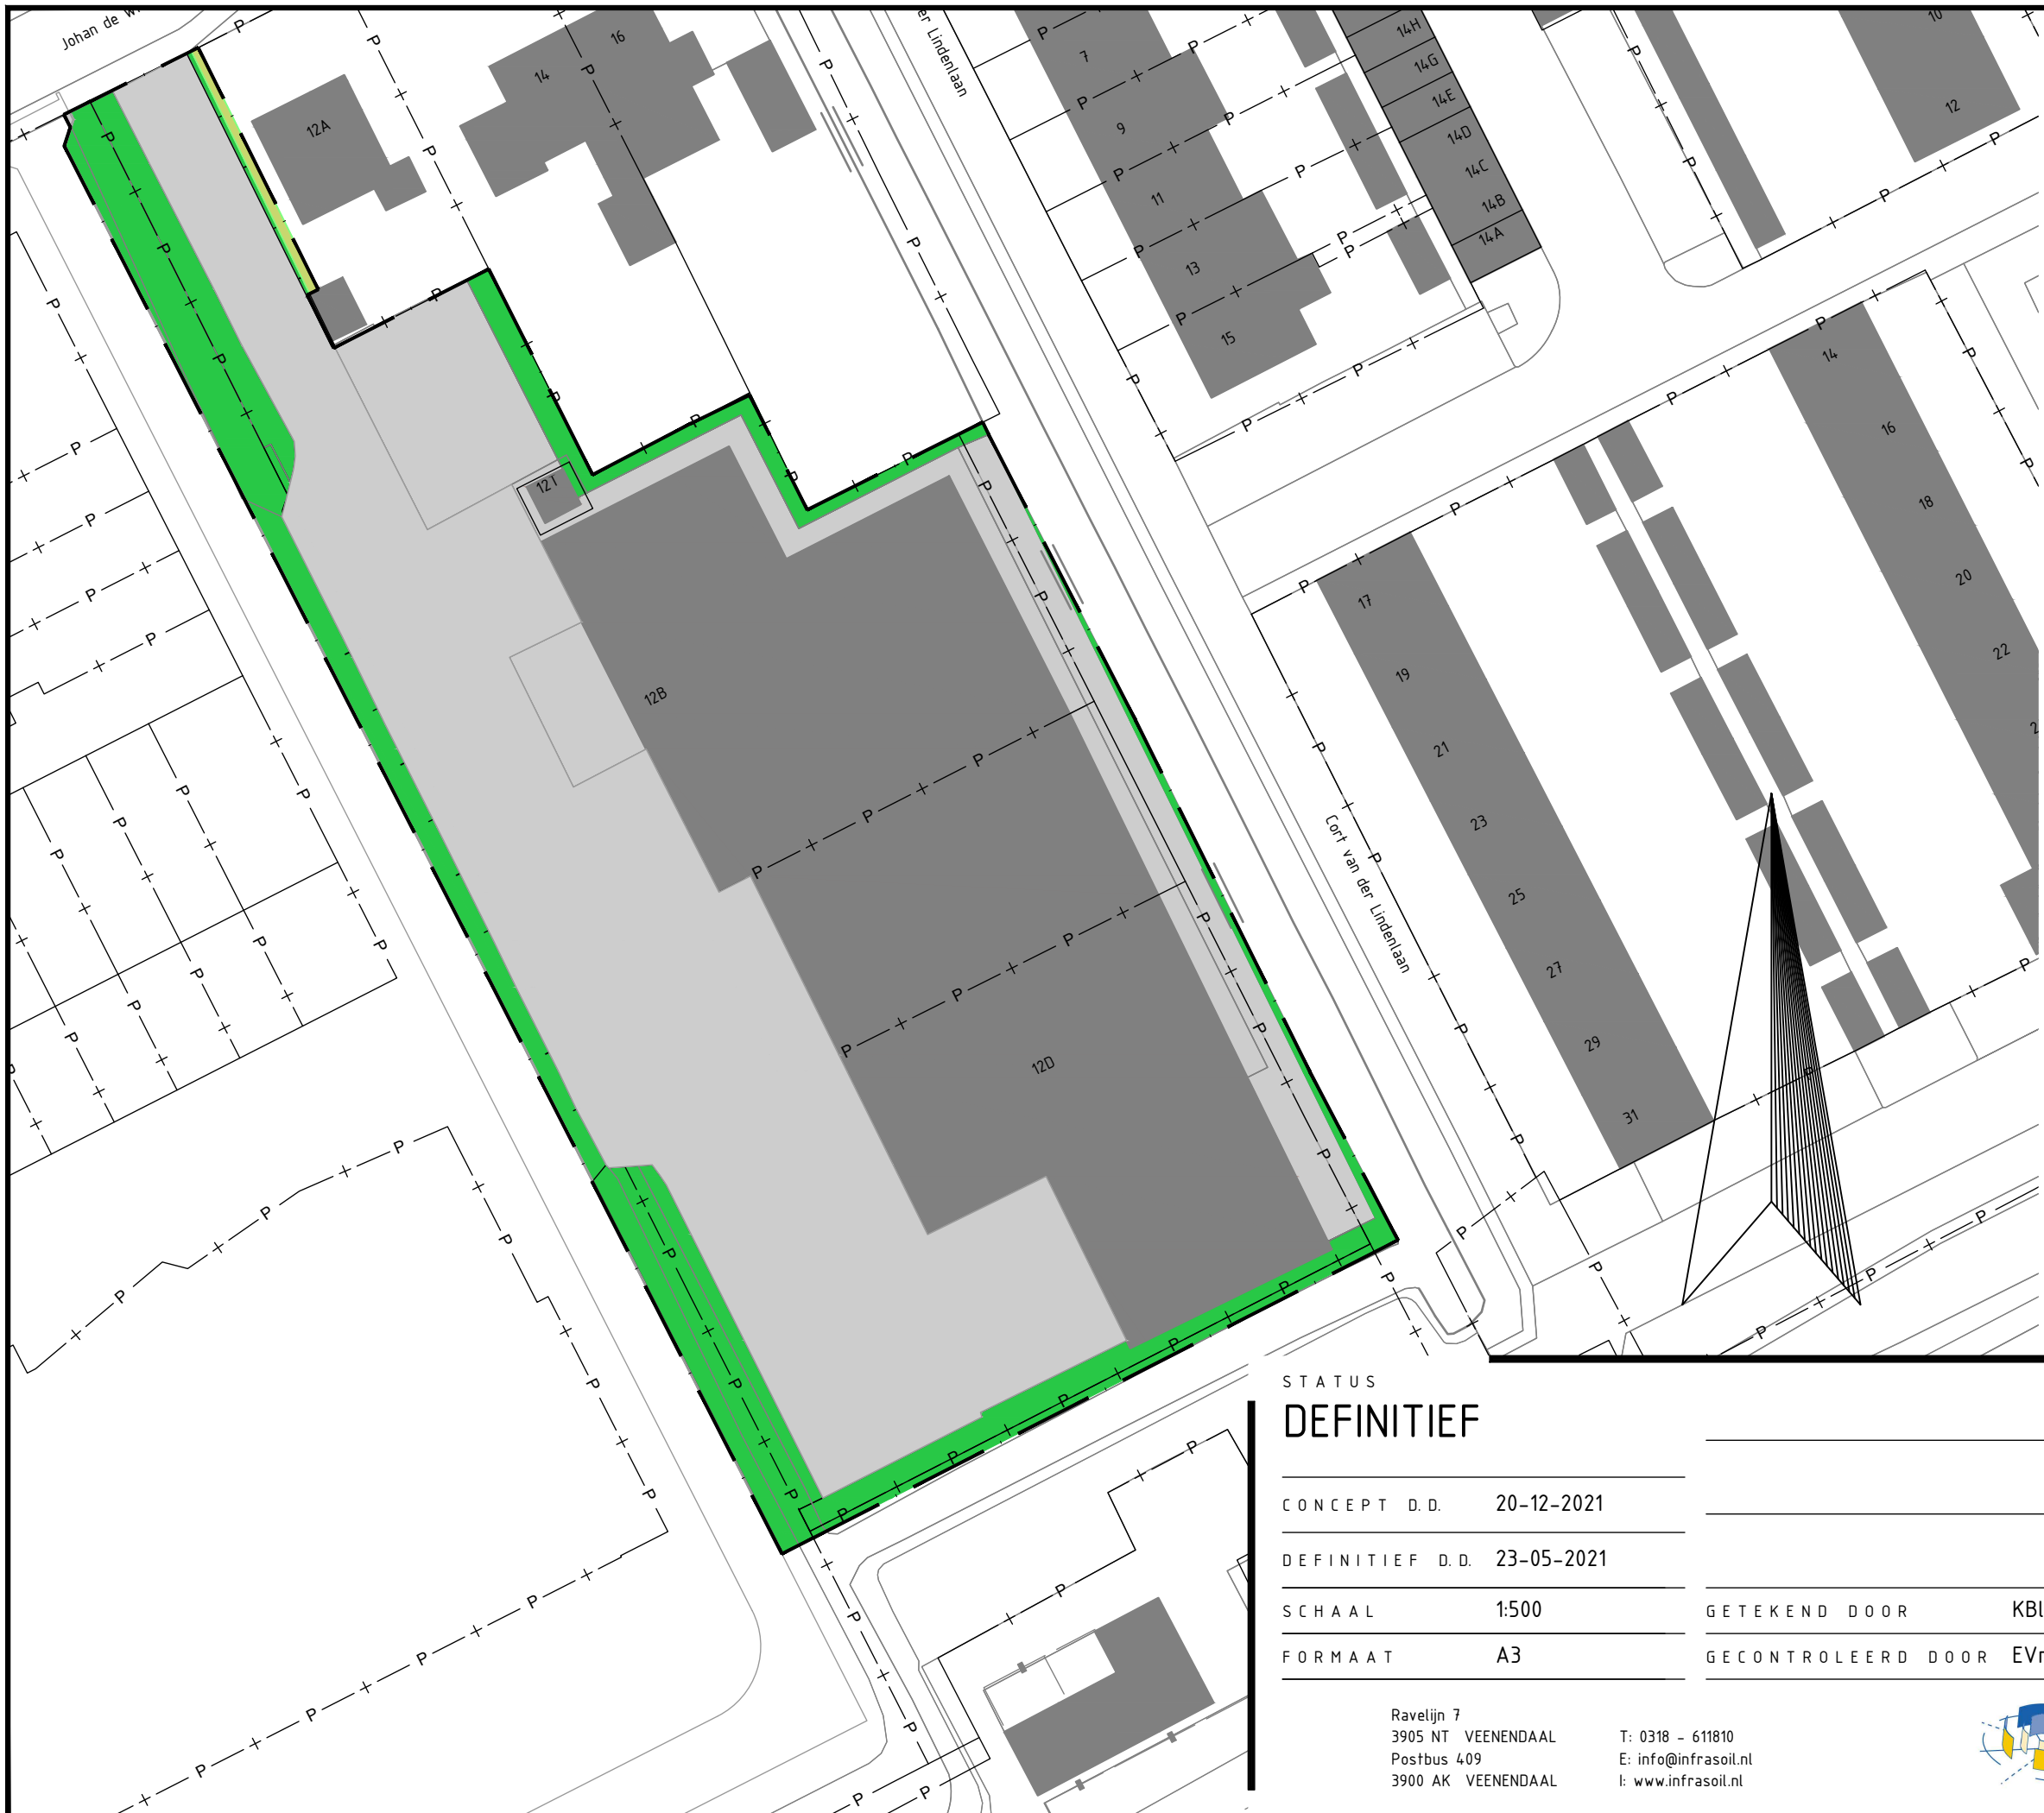 Johan de W
12A
14
16
er Lindenlaan
7
9
11
13
15
14H
14G
14E
14D
14C
14B
14A
10
12
12T
12B
12D
Cort van der Lindenlaan
17
19
21
23
25
27
29
31
14
16
18
20
22
STATUS
DEFINITIEF
CONCEPT D.D. 20-12-2021
DEFINITIEF D.D. 23-05-2021
SCHAAL 1:500 GETEKEND DOOR KBl
FORMAAT A3 GECONTROLEERD DOOR
Ravelijn 7
3905 NT VEENENDAAL T: 0318 - 611810
Postbus 409 E: info@infrasoil.nl
3900 AK VEENENDAAL I: www.infrasoil.nl